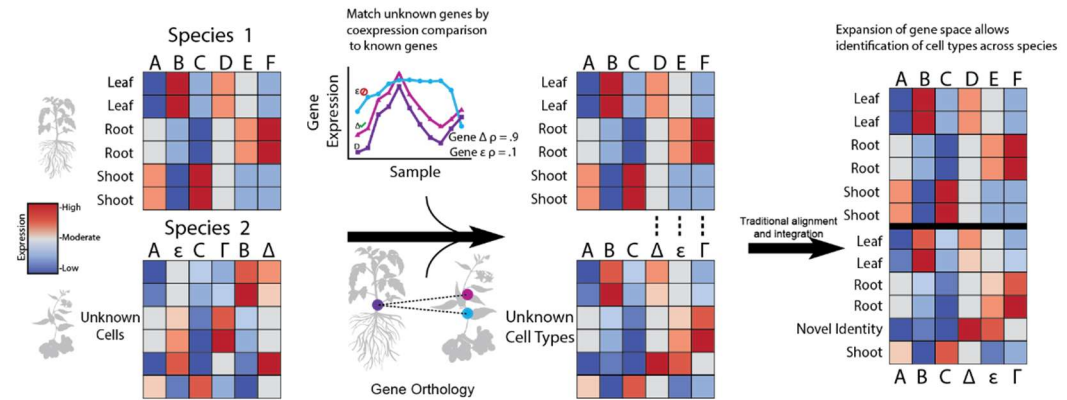 Species 1
A B C D E F
Leaf
Leaf
Root
Root
Shoot
Shoot
Expression
High
Moderate
Low
Species 2
A ε C Γ B Δ
Unknown
Cells
Match unknown genes by
coexpression comparison
to known genes
Gene
Expression
ε
Δ
D
Gene Δ ρ = .9
Gene ε ρ = .1
Sample
Gene Orthology
A B C D E F
Leaf
Leaf
Root
Root
Shoot
Shoot
A B C Δ ε Γ
Unknown
Cell Types
Traditional alignment
and integration
Expansion of gene space allows
identification of cell types across species
A B C D E F
Leaf
Leaf
Root
Root
Shoot
Shoot
Leaf
Leaf
Root
Root
Novel Identity
Shoot
A B C Δ ε Γ